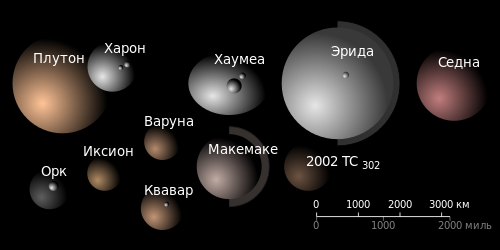 Плутон
Харон
Хаумеа
Эрида
Седна
Варуна
Иксион
Макемаке
2002 TC 302
Орк
Квавар
0 1000 2000 3000 км
0 1000 2000 миль